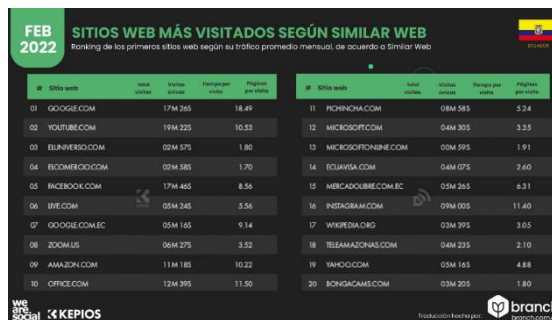 FEB
2022
SITIOS WEB MÁS VISITADOS SEGÚN SIMILAR WEB
Ranking de los primeros sitios web según su tráfico promedio mensual, de acuerdo a Similar Web
ECUADOR
# Sitio web total visitas Visitas únicas Tiempo por visita Páginas por visita
01 GOOGLE.COM 17M 26S 18.49
02 YOUTUBE.COM 19M 22S 10.53
03 ELUNIVERSO.COM 02M 57S 1.80
04 ELCOMERCIO.COM 02M 58S 1.70
05 FACEBOOK.COM 17M 46S 8.56
06 LIVE.COM 05M 24S 5.56
07 GOOGLE.COM.EC 05M 16S 9.14
08 ZOOM.US 06M 27S 3.52
09 AMAZON.COM 11M 18S 10.22
10 OFFICE.COM 12M 39S 11.50
# Sitio web total visitas Visitas únicas Tiempo por visita Páginas por visita
11 PICHINCHA.COM 08M 58S 5.24
12 MICROSOFT.COM 04M 30S 3.35
13 MICROSOFTONLINE.COM 00M 59S 1.91
14 ECUAVISA.COM 04M 07S 2.60
15 MERCADOLIBRE.COM.EC 05M 26S 6.31
16 INSTAGRAM.COM 09M 00S 11.40
17 WIKIPEDIA.ORG 03M 39S 3.05
18 TELEAMAZONAS.COM 04M 23S 2.10
19 YAHOO.COM 05M 16S 4.88
20 BONGACAMS.COM 03M 20S 1.80
we
are.
social
KEPIOS
Traducción hecha por:
branch
branch.com